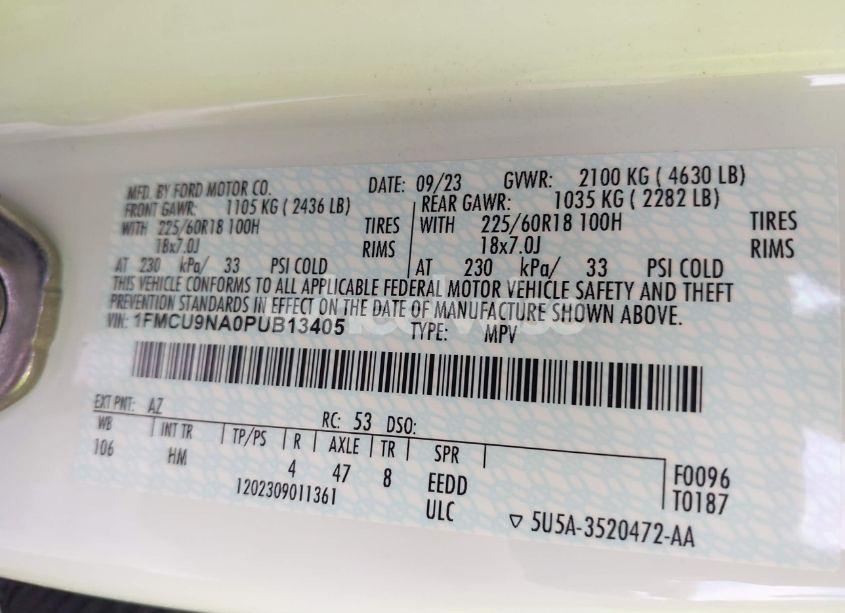 MFD. BY FORD MOTOR CO. DATE: 09/23 GVWR: 2100 KG ( 4630 LB)
FRONT GAWR: 1105 KG ( 2436 LB) REAR GAWR: 1035 KG ( 2282 LB)
WITH 225/60R18 100H TIRES WITH 225/60R18 100H TIRES
18x7.0J RIMS 18x7.0J RIMS
AT 230 kPa/ 33 PSI COLD AT 230 kPa/ 33 PSI COLD
THIS VEHICLE CONFORMS TO ALL APPLICABLE FEDERAL MOTOR VEHICLE SAFETY AND THEFT
PREVENTION STANDARDS IN EFFECT ON THE DATE OF MANUFACTURE SHOWN ABOVE.
VIN: 1FMCU9NA0PUB13405 TYPE: MPV
EXT PNT: AZ RC: 53 DSO:
WB INT TR TP/PS R AXLE TR SPR
106 HM 4 47 8 EEDD F0096
1202309011361 ULC T0187
5U5A-3520472-AA